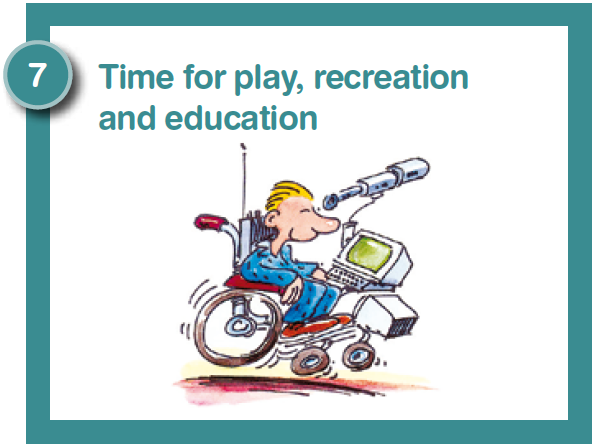 7
Time for play, recreation
and education